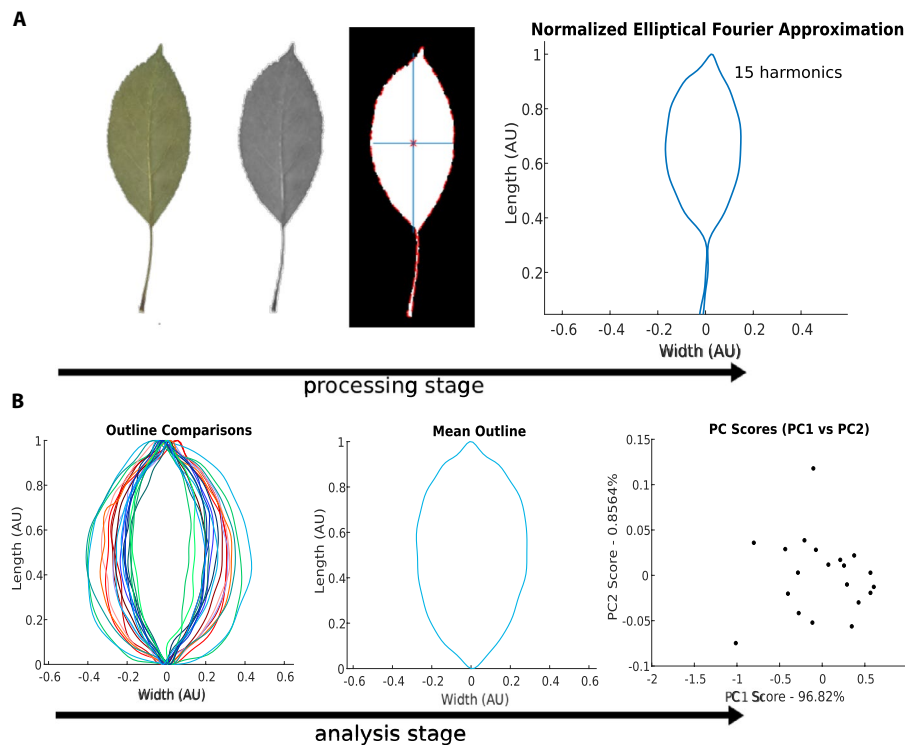 A
Normalized Elliptical Fourier Approximation
15 harmonics
Length (AU)
1
0.8
0.6
0.4
0.2
-0.6 -0.4 -0.2 0 0.2 0.4
Width (AU)
processing stage
B
Outline Comparisons
Length (AU)
1
0.8
0.6
0.4
0.2
0
-0.6 -0.4 -0.2 0 0.2 0.4 0.6
Width (AU)
Mean Outline
Length (AU)
1
0.8
0.6
0.4
0.2
0
-0.6 -0.4 -0.2 0 0.2 0.4 0.6
Width (AU)
PC Scores (PC1 vs PC2)
PC2 Score - 0.8564%
0.15
0.1
0.05
0
-0.05
-0.1
-2 -1.5 -1 -0.5 0 0.5
PC1 Score - 96.82%
analysis stage